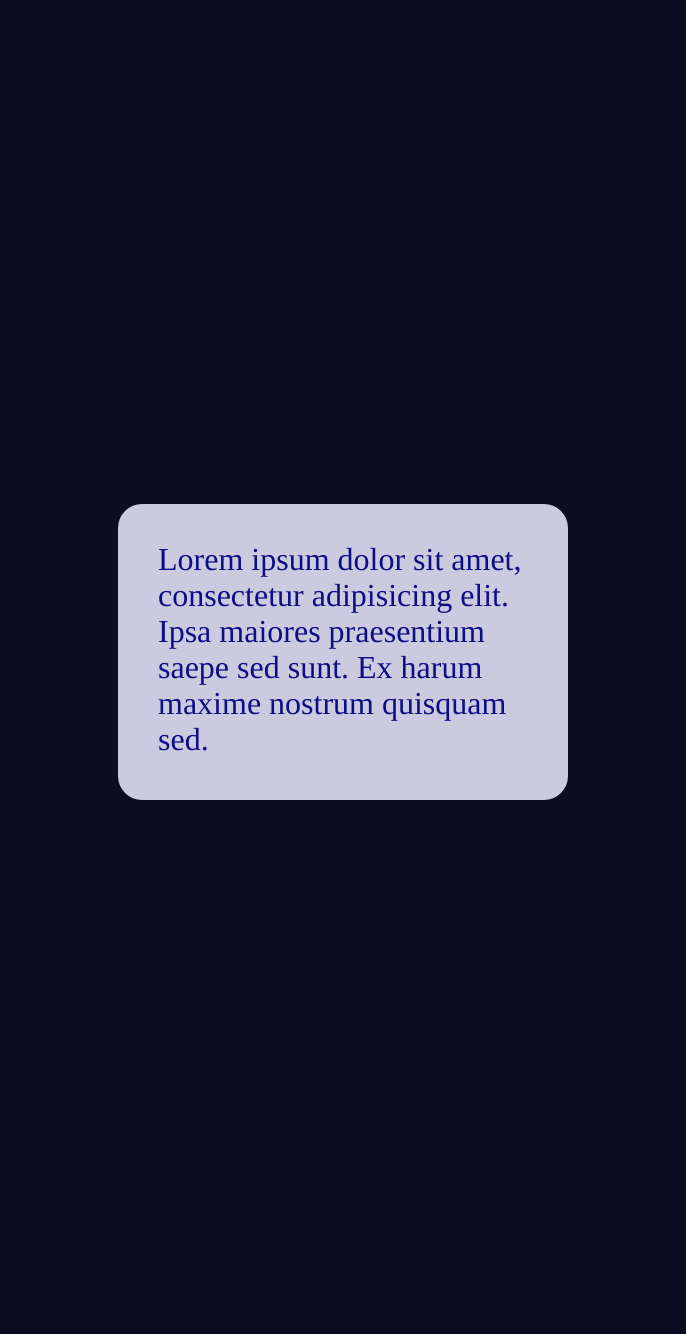 Lorem ipsum dolor sit amet,
consectetur adipisicing elit.
Ipsa maiores praesentium
saepe sed sunt. Ex harum
maxime nostrum quisquam
sed.